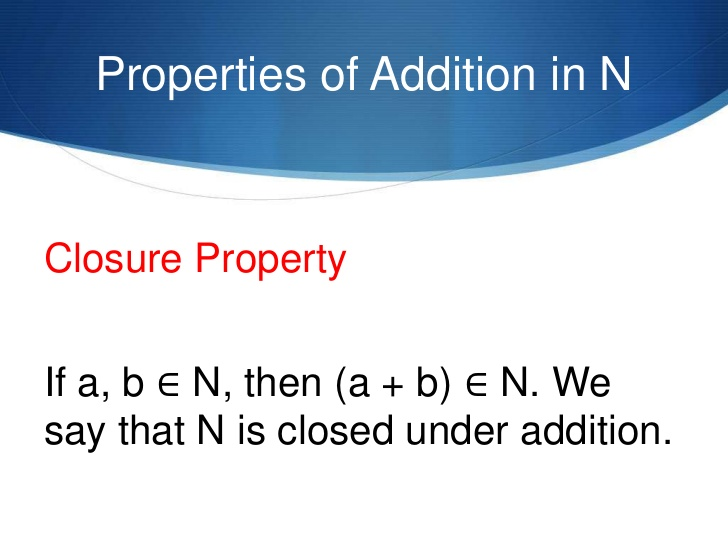 Properties of Addition in N
Closure Property
If a, b ∈ N, then (a + b) ∈ N. We
say that N is closed under addition.